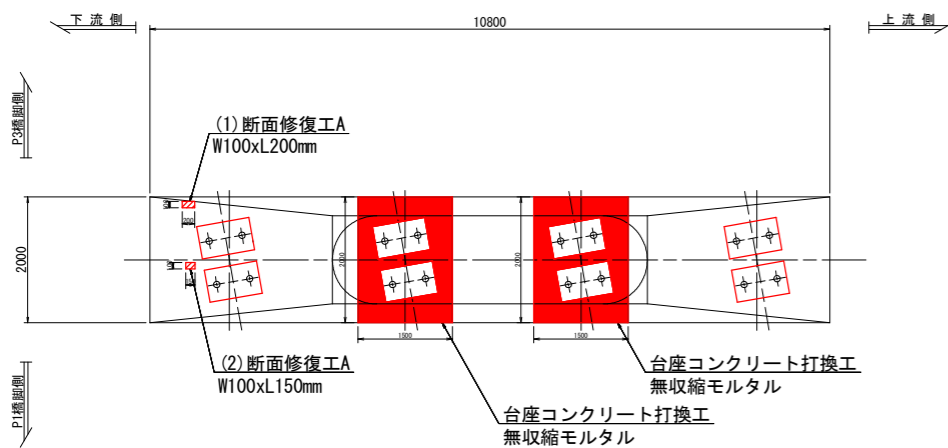 下 流 側
10800
上 流 側
P3橋脚側
(1)断面修復工A
W100xL200mm
100
200
2000
2000
2000
100
150
1500
1500
(2)断面修復工A
W100xL150mm
台座コンクリート打換工
無収縮モルタル
台座コンクリート打換工
無収縮モルタル
P1橋脚側